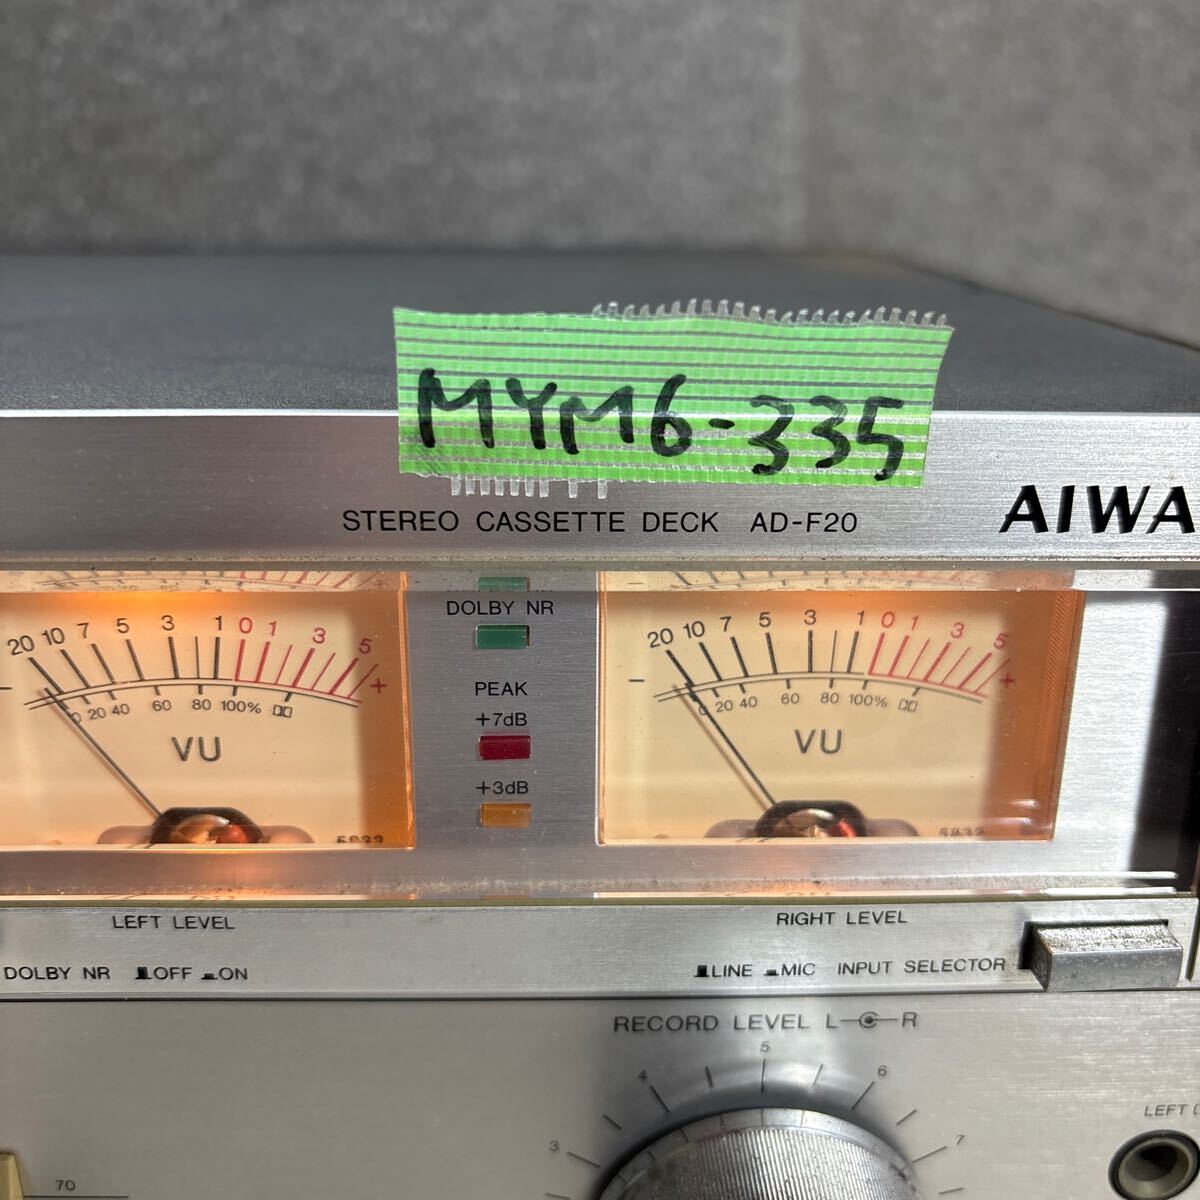 MYM6-335
STEREO CASSETTE DECK AD-F20
AIWA
20 10 7 5 3 1 0 1 3 5
- +
0 20 40 60 80 100%
VU
DOLBY NR
PEAK
+7dB
+3dB
20 10 7 5 3 1 0 1 3 5
- +
0 20 40 60 80 100%
VU
LEFT LEVEL
RIGHT LEVEL
DOLBY NR OFF ON
LINE MIC INPUT SELECTOR
RECORD LEVEL L R
3 4 5 6 7
LEFT
70